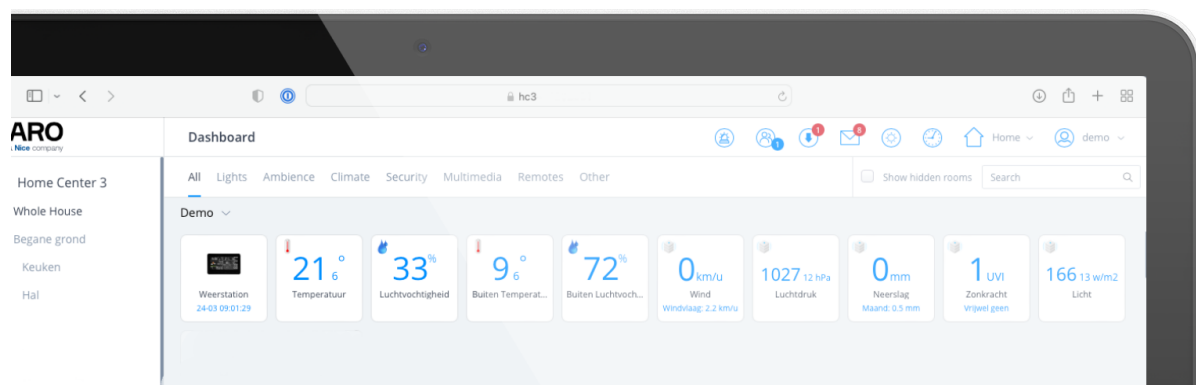 hc3
ARO
Nice company
Dashboard
1
1
8
Home
demo
Home Center 3
All Lights Ambience Climate Security Multimedia Remotes Other
Show hidden rooms
Search
Whole House
Demo
Begane grond
Keuken
Hal
21 6 °
33 %
9 6 °
72 %
0 km/u
1027 12 hPa
0 mm
1 UVI
166 13 w/m2
Weerstation
Temperatuur
Luchtvochtigheid
Buiten Temperat...
Buiten Luchtvoch...
Wind
Luchtdruk
Neerslag
Zonkracht
Licht
24-03 09:01:29
Windvlaag: 2.2 km/u
Maand: 0.5 mm
Vrijwel geen